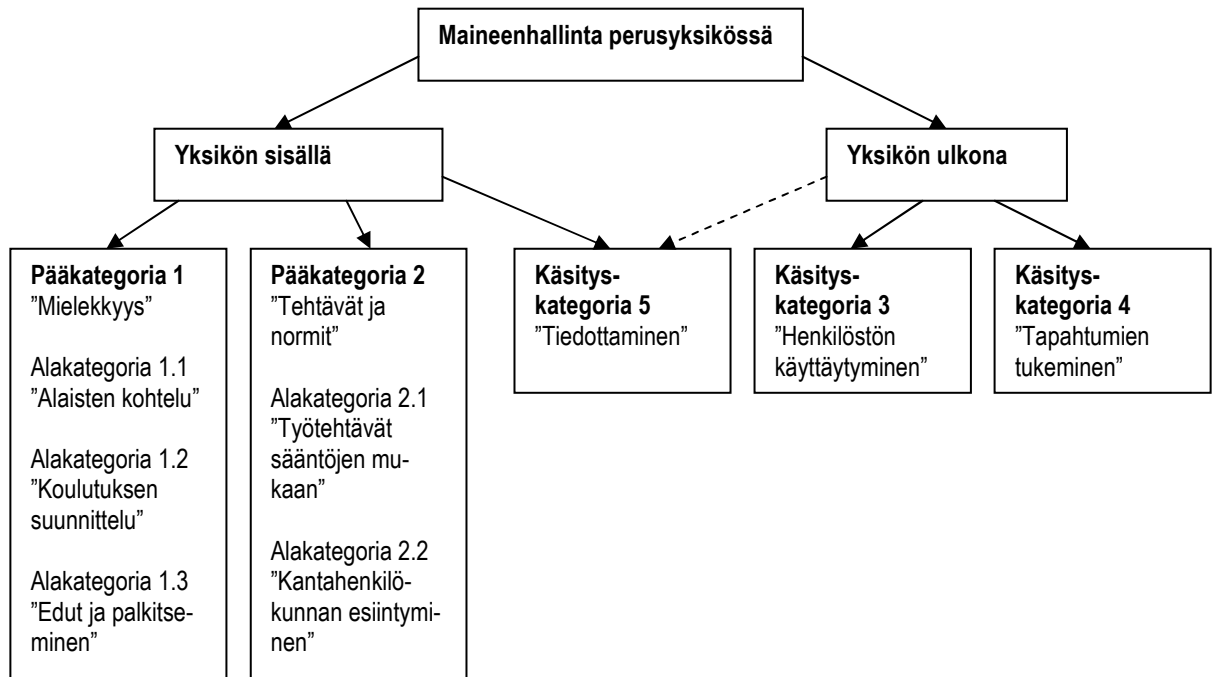 Maineenhallinta perusyksikössä
Yksikön sisällä
Yksikön ulkona
Pääkategoria 1
”Mielekkyys”
Alakategoria 1.1
”Alaisten kohtelu”
Alakategoria 1.2
”Koulutuksen
suunnittelu”
Alakategoria 1.3
”Edut ja palkitse-
minen”
Pääkategoria 2
”Tehtävät ja
normit”
Alakategoria 2.1
”Työtehtävät
sääntöjen mu-
kaan”
Alakategoria 2.2
”Kantahenkilö-
kunnan esiintymi-
nen”
Käsitys-
kategoria 5
”Tiedottaminen”
Käsitys-
kategoria 3
”Henkilöstön
käyttäytyminen”
Käsitys-
kategoria 4
”Tapahtumien
tukeminen”